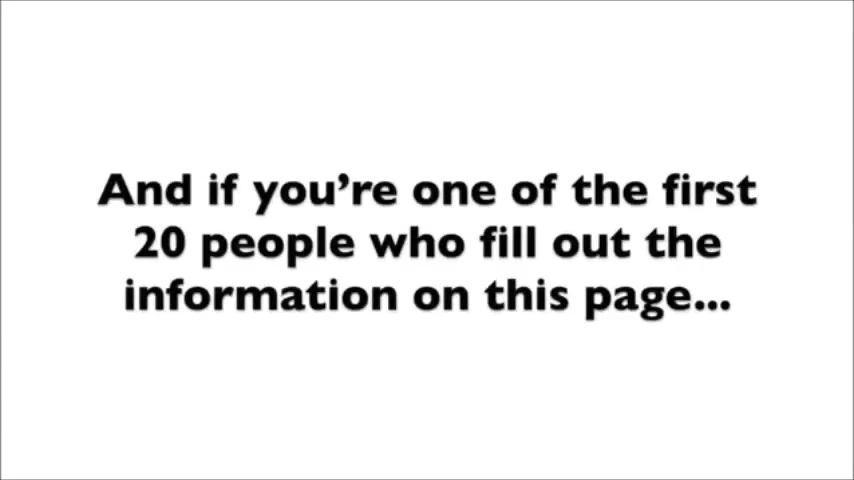 And if you’re one of the first
20 people who fill out the
information on this page...